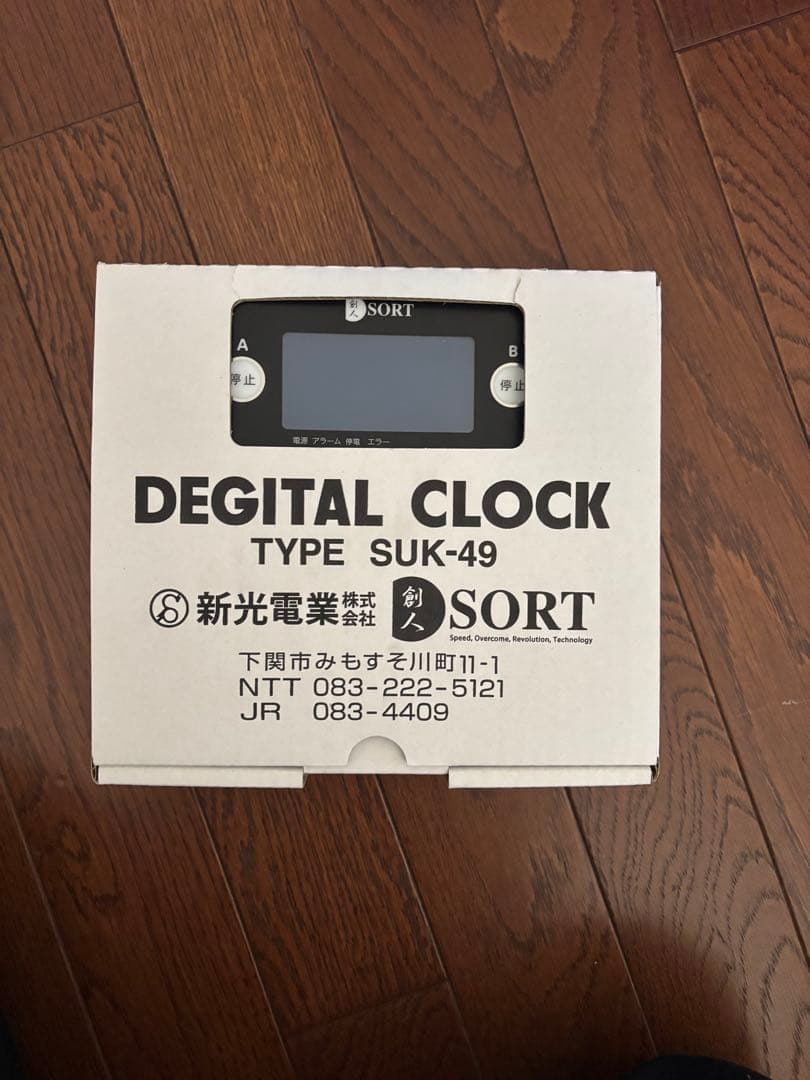 創人 SORT
A
B
停止
停止
電源 アラーム 停電 エラー
DEGITAL CLOCK
TYPE SUK-49
新光電業株式会社 創人 SORT
Speed, Overcome, Revolution, Technology
下関市みもすそ川町11-1
NTT 083-222-5121
JR 083-4409